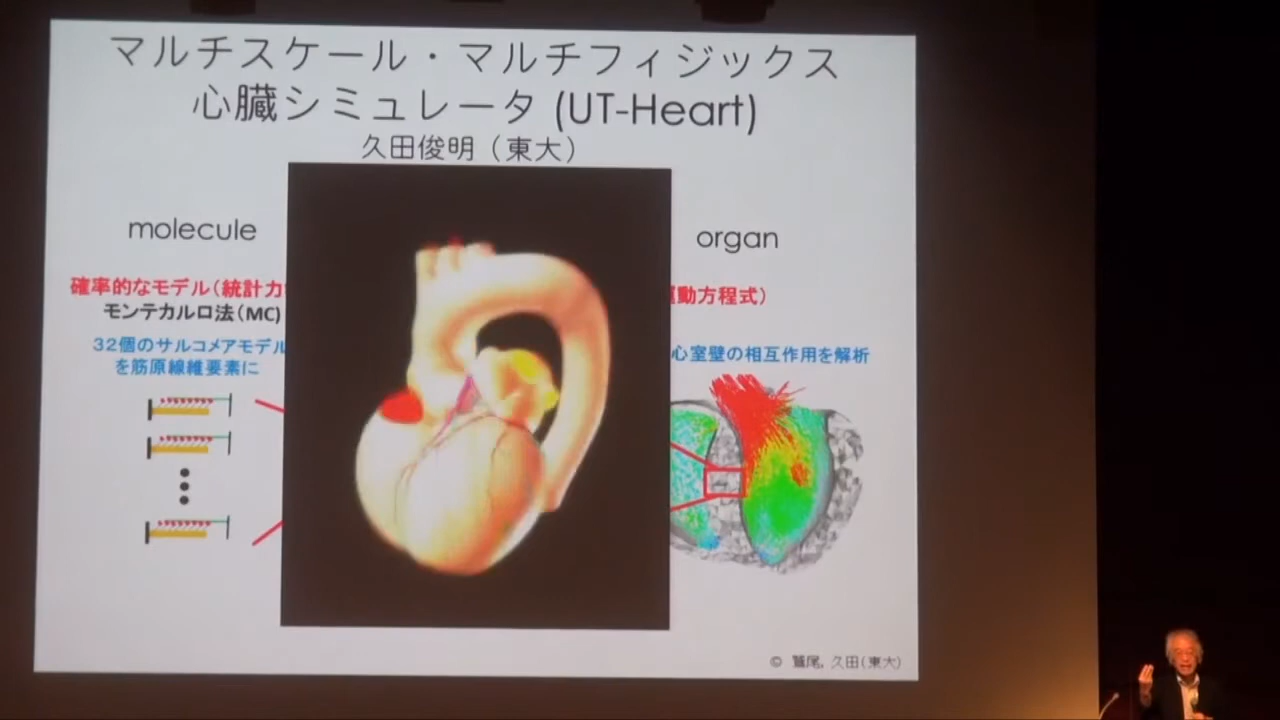 マルチスケール・マルチフィジックス
心臓シミュレータ (UT-Heart)
久田俊明（東大）
molecule
確率的なモデル（統計力
モンテカルロ法（MC）
32個のサルコメアモデル
を筋原線維要素に
organ
動方程式）
心室壁の相互作用を解析
© 鷲尾, 久田（東大）